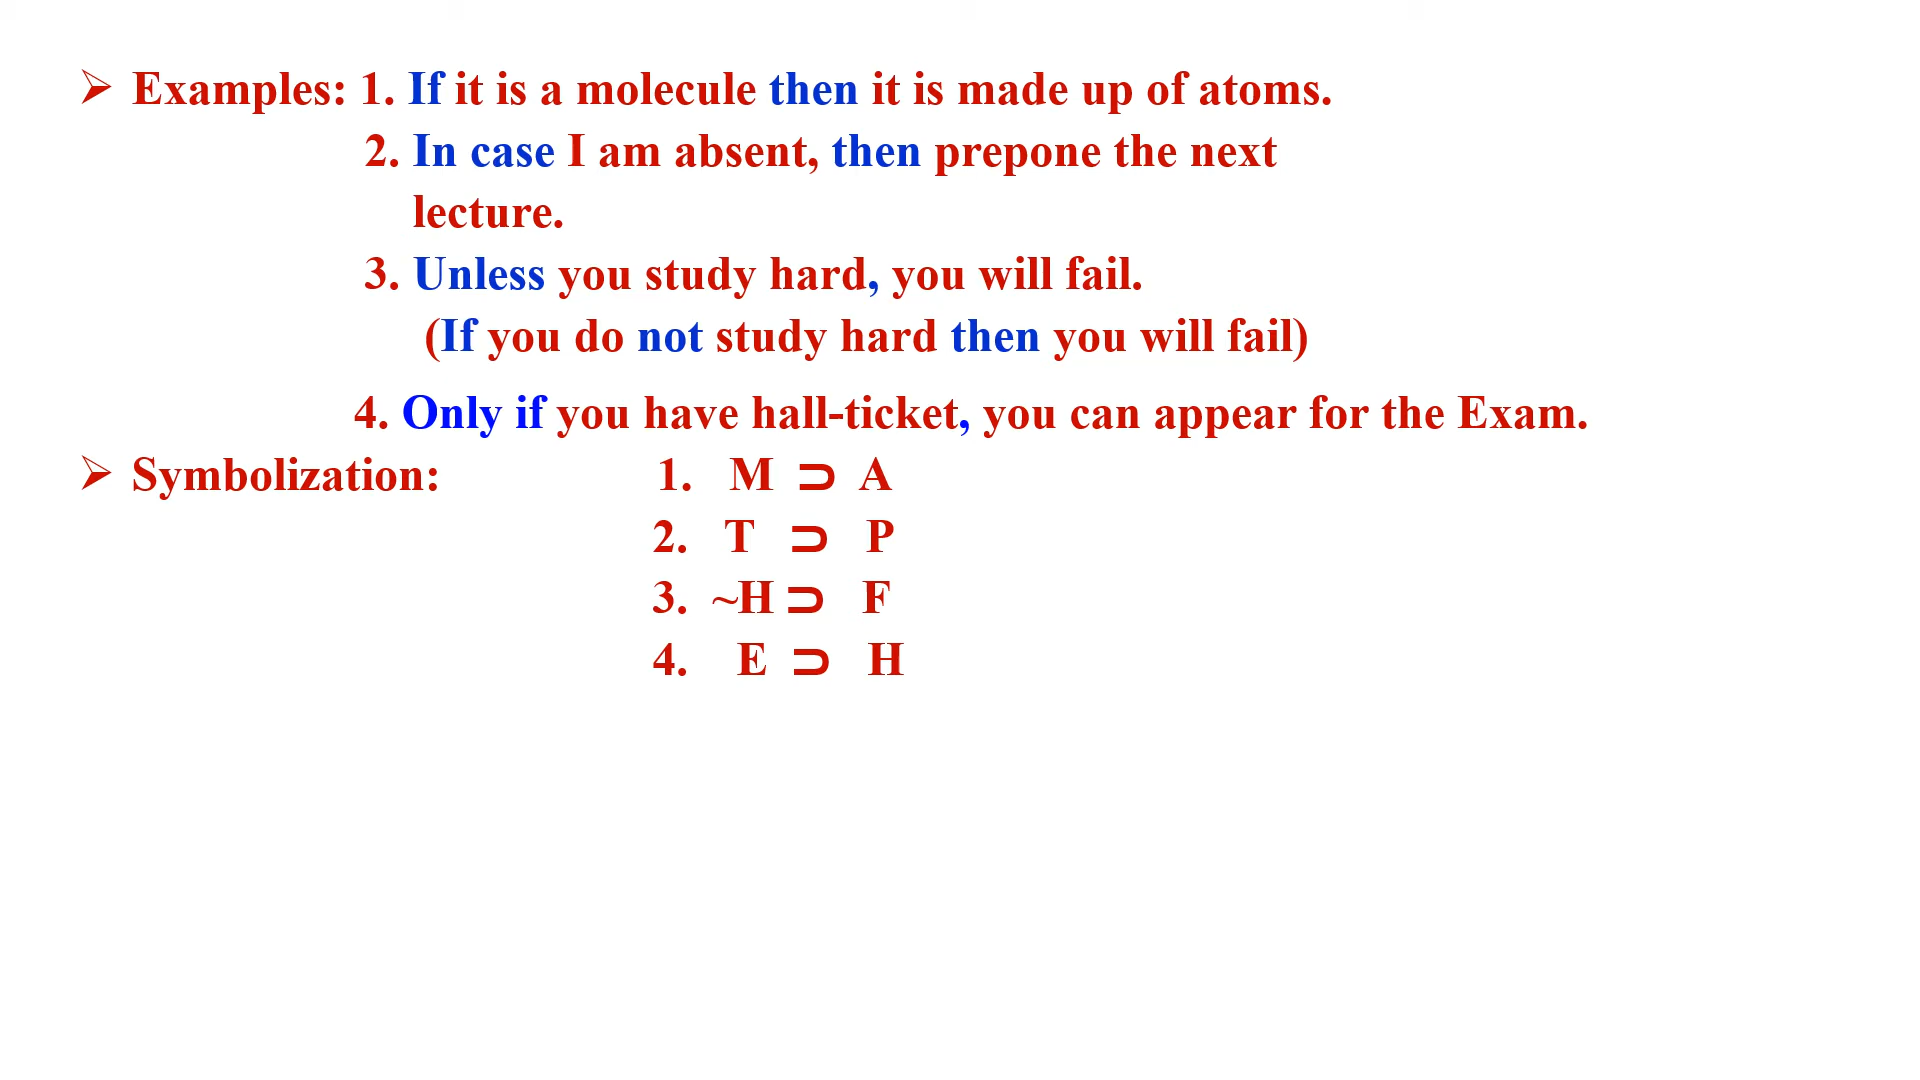 ➢ Examples: 1. If it is a molecule then it is made up of atoms.
2. In case I am absent, then prepone the next
lecture.
3. Unless you study hard, you will fail.
(If you do not study hard then you will fail)
4. Only if you have hall-ticket, you can appear for the Exam.
➢ Symbolization: 1. M ⊃ A
2. T ⊃ P
3. ~H ⊃ F
4. E ⊃ H